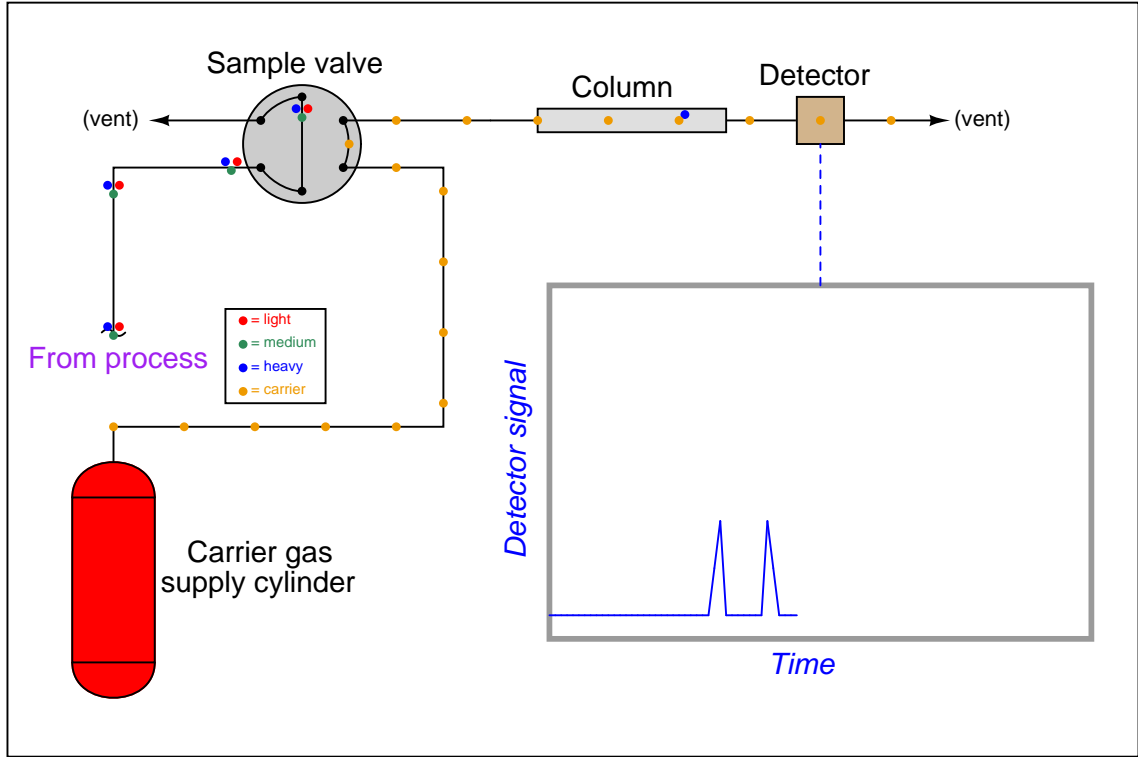 Sample valve
Column
Detector
(vent)
(vent)
= light
= medium
= heavy
= carrier
From process
Detector signal
Carrier gas
supply cylinder
Time